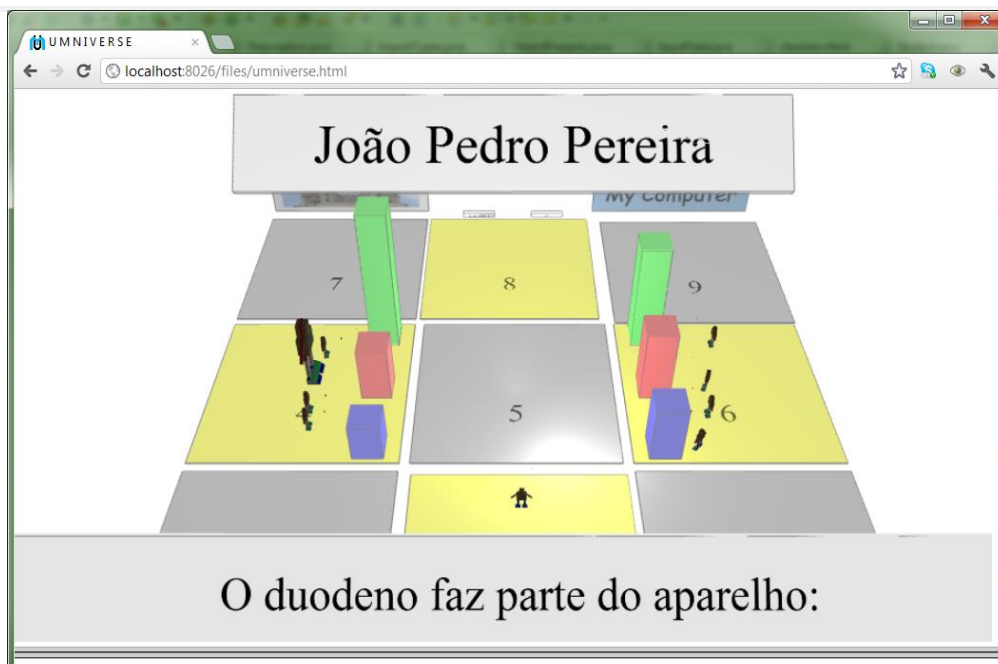 UMNIVERSE
localhost:8026/files/umniverse.html
João Pedro Pereira
My Computer
7 8 9
4 5 6
O duodeno faz parte do aparelho: